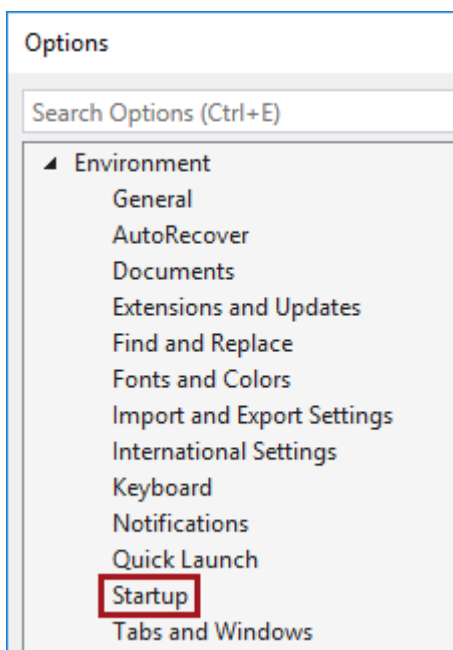 Options
Search Options (Ctrl+E)
Environment
General
AutoRecover
Documents
Extensions and Updates
Find and Replace
Fonts and Colors
Import and Export Settings
International Settings
Keyboard
Notifications
Quick Launch
Startup
Tabs and Windows